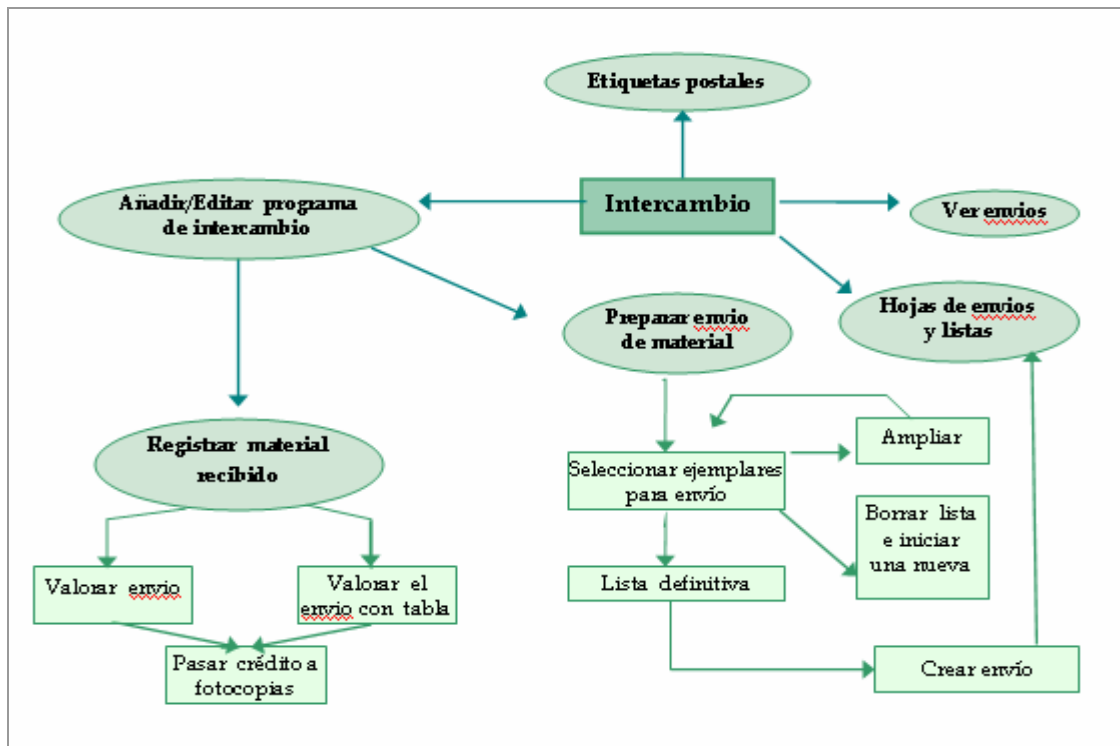 Etiquetas postales
Añadir/Editar programa
de intercambio
Intercambio
Ver envios
Preparar envio
de material
Hojas de envios
y listas
Registrar material
recibido
Ampliar
Seleccionar ejemplares
para envío
Borrar lista
e iniciar
una nueva
Valorar envio
Valorar el
envio con tabla
Lista definitiva
Pasar crédito a
fotocopias
Crear envío